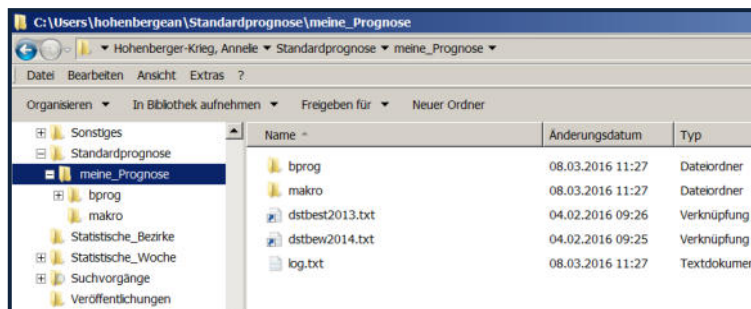 C:\Users\hohenbergean\Standardprognose\meine_Prognose
Hohenberger-Krieg, Annelie Standardprognose meine_Prognose
Datei Bearbeiten Ansicht Extras ?
Organisieren In Bibliothek aufnehmen Freigeben für Neuer Ordner
Sonstiges
Standardprognose
meine_Prognose
bprog
makro
Statistische_Bezirke
Statistische_Woche
Suchvorgänge
Veröffentlichungen
Name Änderungsdatum Typ
bprog 08.03.2016 11:27 Dateiordner
makro 08.03.2016 11:27 Dateiordner
dstbest2013.txt 04.02.2016 09:26 Verknüpfung
dstbew2014.txt 04.02.2016 09:25 Verknüpfung
log.txt 08.03.2016 11:27 Textdokumen